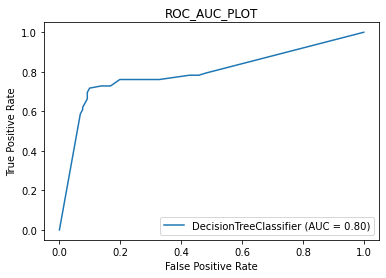 ROC_AUC_PLOT
True Positive Rate
1.0
0.8
0.6
0.4
0.2
0.0
DecisionTreeClassifier (AUC = 0.80)
0.0 0.2 0.4 0.6 0.8 1.0
False Positive Rate